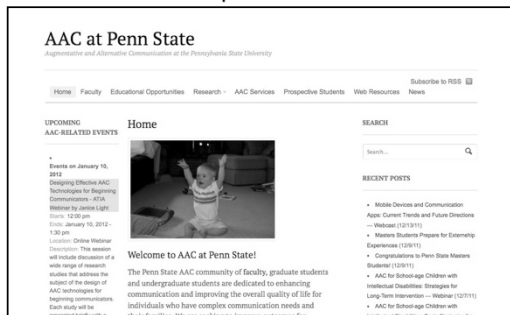 AAC at Penn State
Augmentative and Alternative Communication at the Pennsylvania State University
Subscribe to RSS
Home Faculty Educational Opportunities Research AAC Services Prospective Students Web Resources News
UPCOMING
AAC-RELATED EVENTS
Events on January 10,
2012
Designing Effective AAC
Technologies for Beginning
Communicators - ATIA
Webinar by Janice Light
Starts: 12:00 pm
Ends: January 10, 2012 -
1:30 pm
Location: Online Webinar
Description: This session
will include discussion of a
wide range of research
studies that address the
subject of the design of
AAC technologies for
beginning communicators.
Each study will be
Home
Welcome to AAC at Penn State!
The Penn State AAC community of faculty, graduate students
and undergraduate students are dedicated to enhancing
communication and improving the overall quality of life for
individuals who have complex communication needs and
SEARCH
Search...
RECENT POSTS
Mobile Devices and Communication
Apps: Current Trends and Future Directions
— Webcast (12/13/11)
Masters Students Prepare for Externship
Experiences (12/9/11)
Congratulations to Penn State Masters
Students! (12/9/11)
AAC for School-age Children with
Intellectual Disabilities: Strategies for
Long-Term Intervention — Webinar (12/7/11)
AAC for School-age Children with